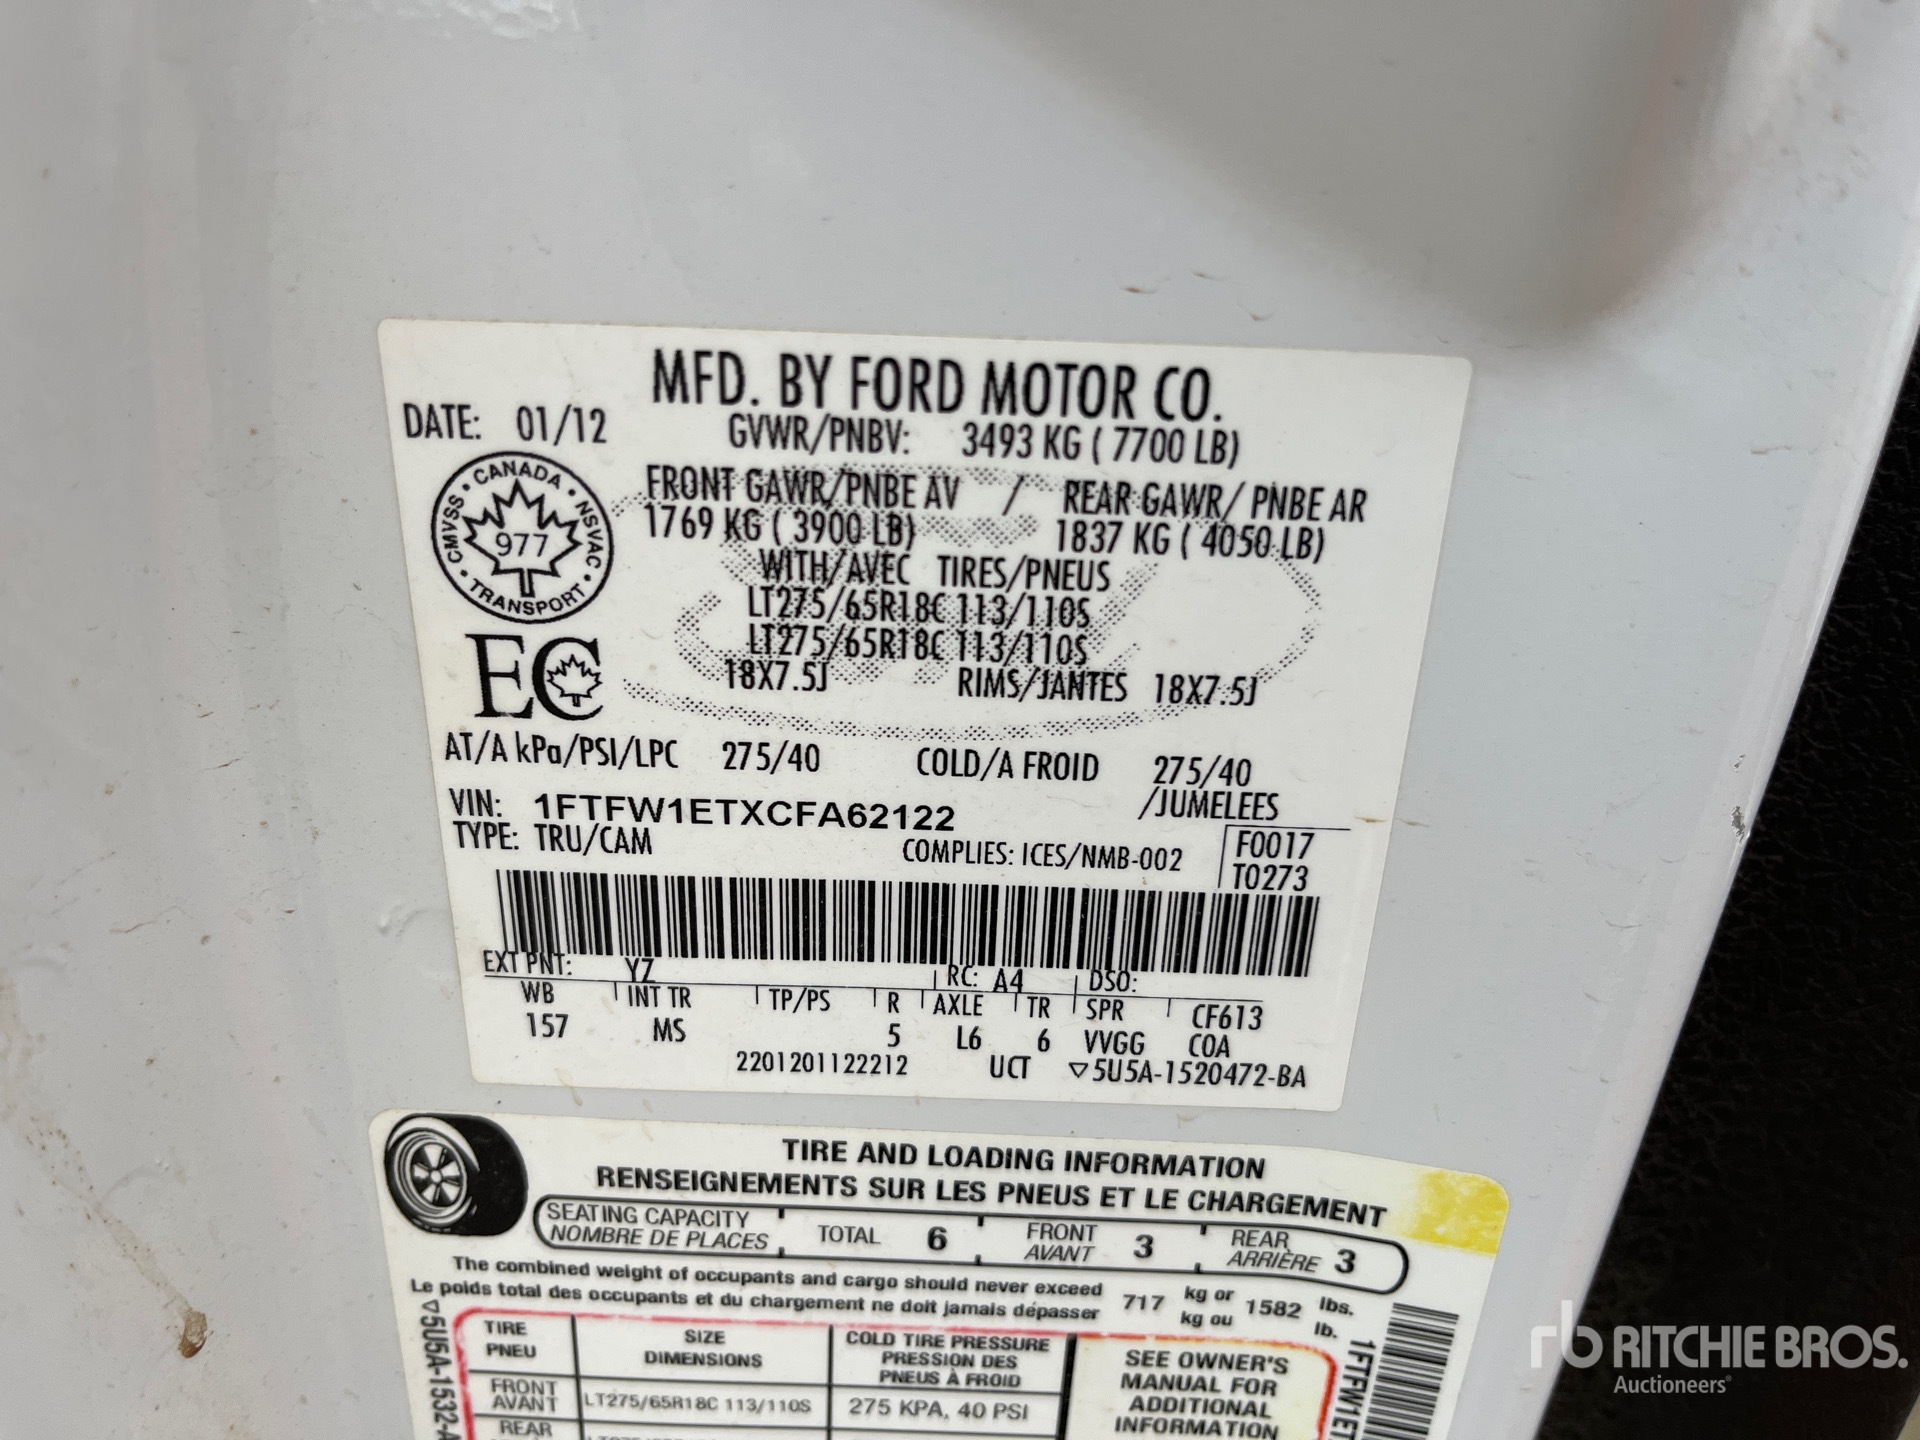 MFD. BY FORD MOTOR CO.
DATE: 01/12
GVWR/PNBV: 3493 KG ( 7700 LB)
FRONT GAWR/PNBE AV / REAR GAWR/ PNBE AR
1769 KG ( 3900 LB) 1837 KG ( 4050 LB)
WITH/AVEC TIRES/PNEUS
LT275/65R18C 113/110S
LT275/65R18C 113/110S
18X7.5J RIMS/JANTES 18X7.5J
CANADA • NSVAC • TRANSPORT • CMVSS •
977
EC
AT/A kPa/PSI/LPC 275/40 COLD/A FROID 275/40
/JUMELEES
VIN: 1FTFW1ETXCFA62122
TYPE: TRU/CAM COMPLIES: ICES/NMB-002
F0017
T0273
EXT PNT: YZ RC: A4 DSO:
WB INT TR TP/PS R AXLE TR SPR CF613
157 MS 5 L6 6 VVGG COA
2201201122212 UCT ▽5U5A-1520472-BA
TIRE AND LOADING INFORMATION
RENSEIGNEMENTS SUR LES PNEUS ET LE CHARGEMENT
SEATING CAPACITY TOTAL 6 FRONT 3 REAR 3
NOMBRE DE PLACES AVANT ARRIÈRE
The combined weight of occupants and cargo should never exceed 717 kg or 1582 lbs.
Le poids total des occupants et du chargement ne doit jamais dépasser kg ou lb.
TIRE SIZE COLD TIRE PRESSURE
PNEU DIMENSIONS PRESSION DES
PNEUS À FROID
FRONT
AVANT LT275/65R18C 113/110S 275 KPA, 40 PSI
REAR
SEE OWNER'S
MANUAL FOR
ADDITIONAL
INFORMATION
▽5U5A-1532-A
1FTFW1ET
rb RITCHIE BROS.
Auctioneers®